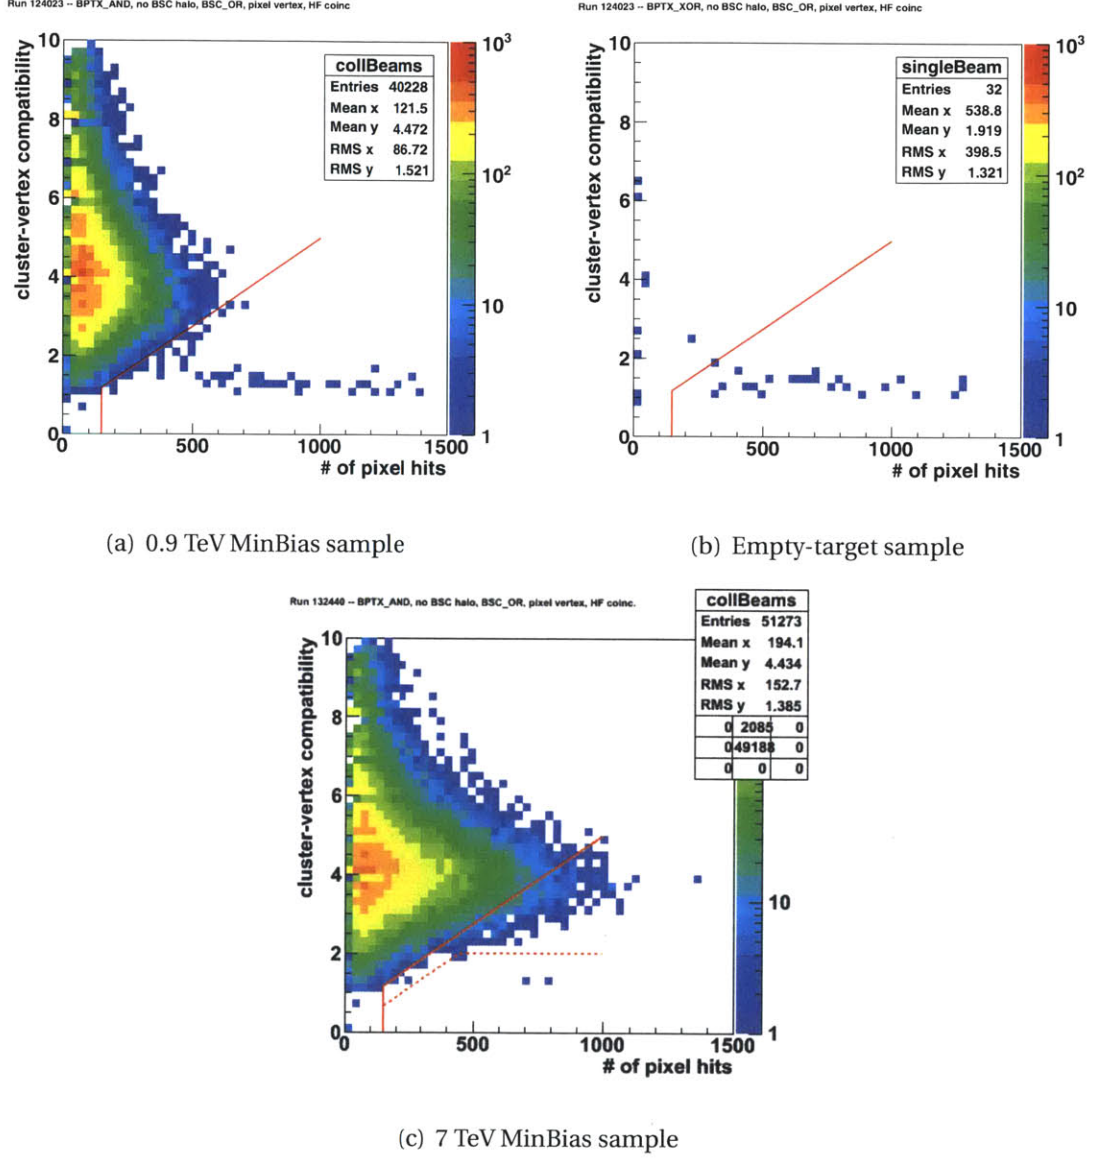 Run 124023 -- BPTX_AND, no BSC halo, BSC_OR, pixel vertex, HF coinc
cluster-vertex compatibility
10
8
6
4
2
0
0 500 1000 1500
# of pixel hits
collBeams
Entries 40228
Mean x 121.5
Mean y 4.472
RMS x 86.72
RMS y 1.521
10³
10²
10
1
(a) 0.9 TeV MinBias sample
Run 124023 -- BPTX_XOR, no BSC halo, BSC_OR, pixel vertex, HF coinc
cluster-vertex compatibility
10
8
6
4
2
0
0 500 1000 1500
# of pixel hits
singleBeam
Entries 32
Mean x 538.8
Mean y 1.919
RMS x 398.5
RMS y 1.321
10³
10²
10
1
(b) Empty-target sample
Run 132440 -- BPTX_AND, no BSC halo, BSC_OR, pixel vertex, HF coinc.
cluster-vertex compatibility
10
8
6
4
2
0
0 500 1000 1500
# of pixel hits
collBeams
Entries 51273
Mean x 194.1
Mean y 4.434
RMS x 152.7
RMS y 1.385
0 2085 0
0 49188 0
0 0 0
10
1
(c) 7 TeV MinBias sample